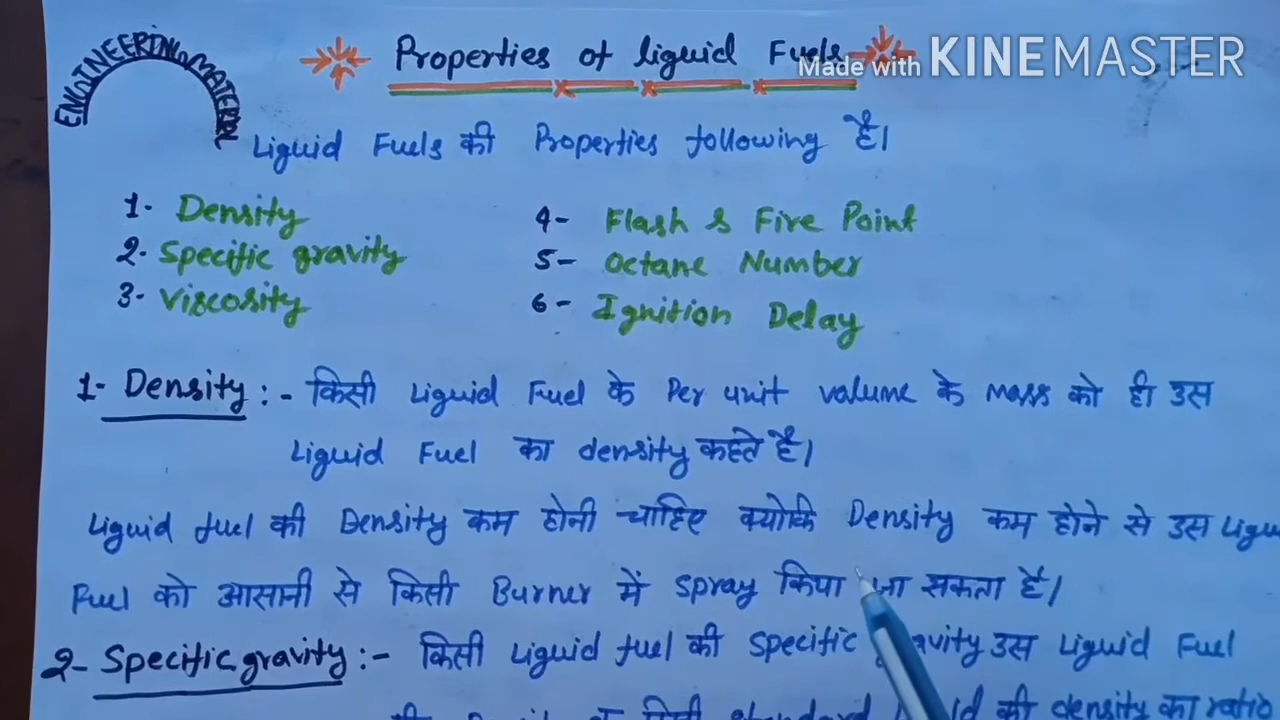 ENGINEERING MATERIAL
Properties of Liquid Fuels
Made with KINEMASTER
Liquid Fuels की Properties following है।
1- Density
2- Specific gravity
3- Viscosity
4- Flash & Fire Point
5- Octane Number
6- Ignition Delay
1- Density :- किसी Liquid Fuel के Per unit volume के mass को ही उस
Liquid Fuel का density कहते है।
Liquid fuel की Density कम होनी चाहिए क्योकि Density कम होने से उस
Fuel को आसानी से किसी Burner में Spray किया जा सकता है।
2- Specific gravity :- किसी Liquid fuel की Specific gravity उस Liquid Fuel
की density का ratio